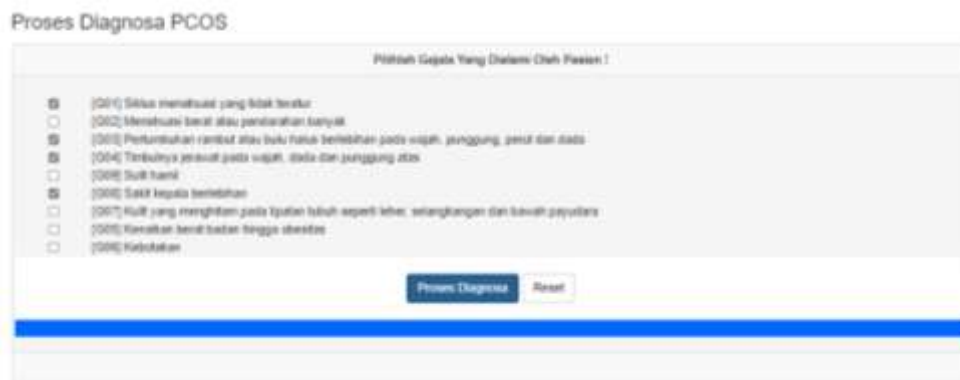 Proses Diagnosa PCOS
Pilihlah Gejala Yang Dialami Oleh Pasien !
[G01] Siklus menstruasi yang tidak teratur
[G02] Menstruasi berat atau pendarahan banyak
[G03] Pertumbuhan rambut atau bulu halus berlebihan pada wajah, punggung, perut dan dada
[G04] Timbulnya jerawat pada wajah, dada dan punggung atas
Sulit hamil
Sakit kepala berlebihan
[G07] Kulit yang menghitam pada lipatan tubuh seperti leher, selangkangan dan bawah payudara
[G05] Kenaikan berat badan hingga obesitas
[G06] Kebotakan
Proses Diagnosa
Reset